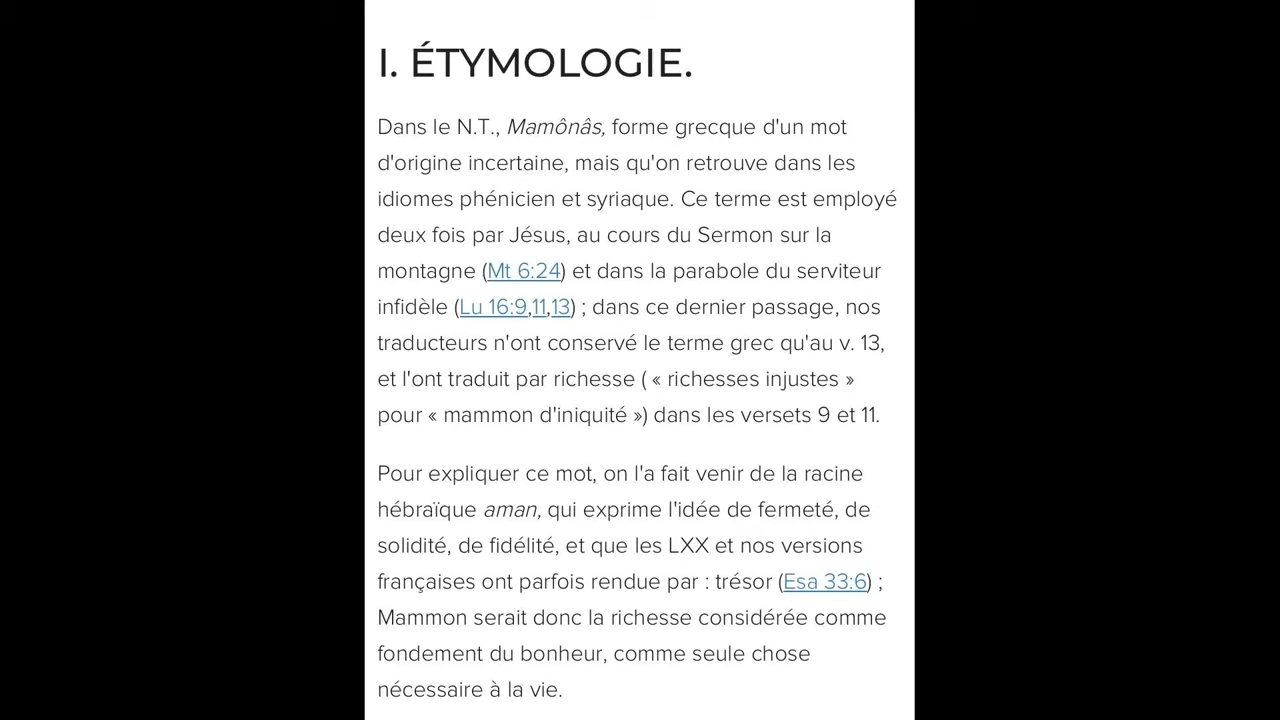 I. ÉTYMOLOGIE.
Dans le N.T., Mamônâs, forme grecque d'un mot
d'origine incertaine, mais qu'on retrouve dans les
idiomes phénicien et syriaque. Ce terme est employé
deux fois par Jésus, au cours du Sermon sur la
montagne (Mt 6:24) et dans la parabole du serviteur
infidèle (Lu 16:9,11,13) ; dans ce dernier passage, nos
traducteurs n'ont conservé le terme grec qu'au v. 13,
et l'ont traduit par richesse ( « richesses injustes »
pour « mammon d'iniquité ») dans les versets 9 et 11.
Pour expliquer ce mot, on l'a fait venir de la racine
hébraïque aman, qui exprime l'idée de fermeté, de
solidité, de fidélité, et que les LXX et nos versions
françaises ont parfois rendue par : trésor (Esa 33:6) ;
Mammon serait donc la richesse considérée comme
fondement du bonheur, comme seule chose
nécessaire à la vie.